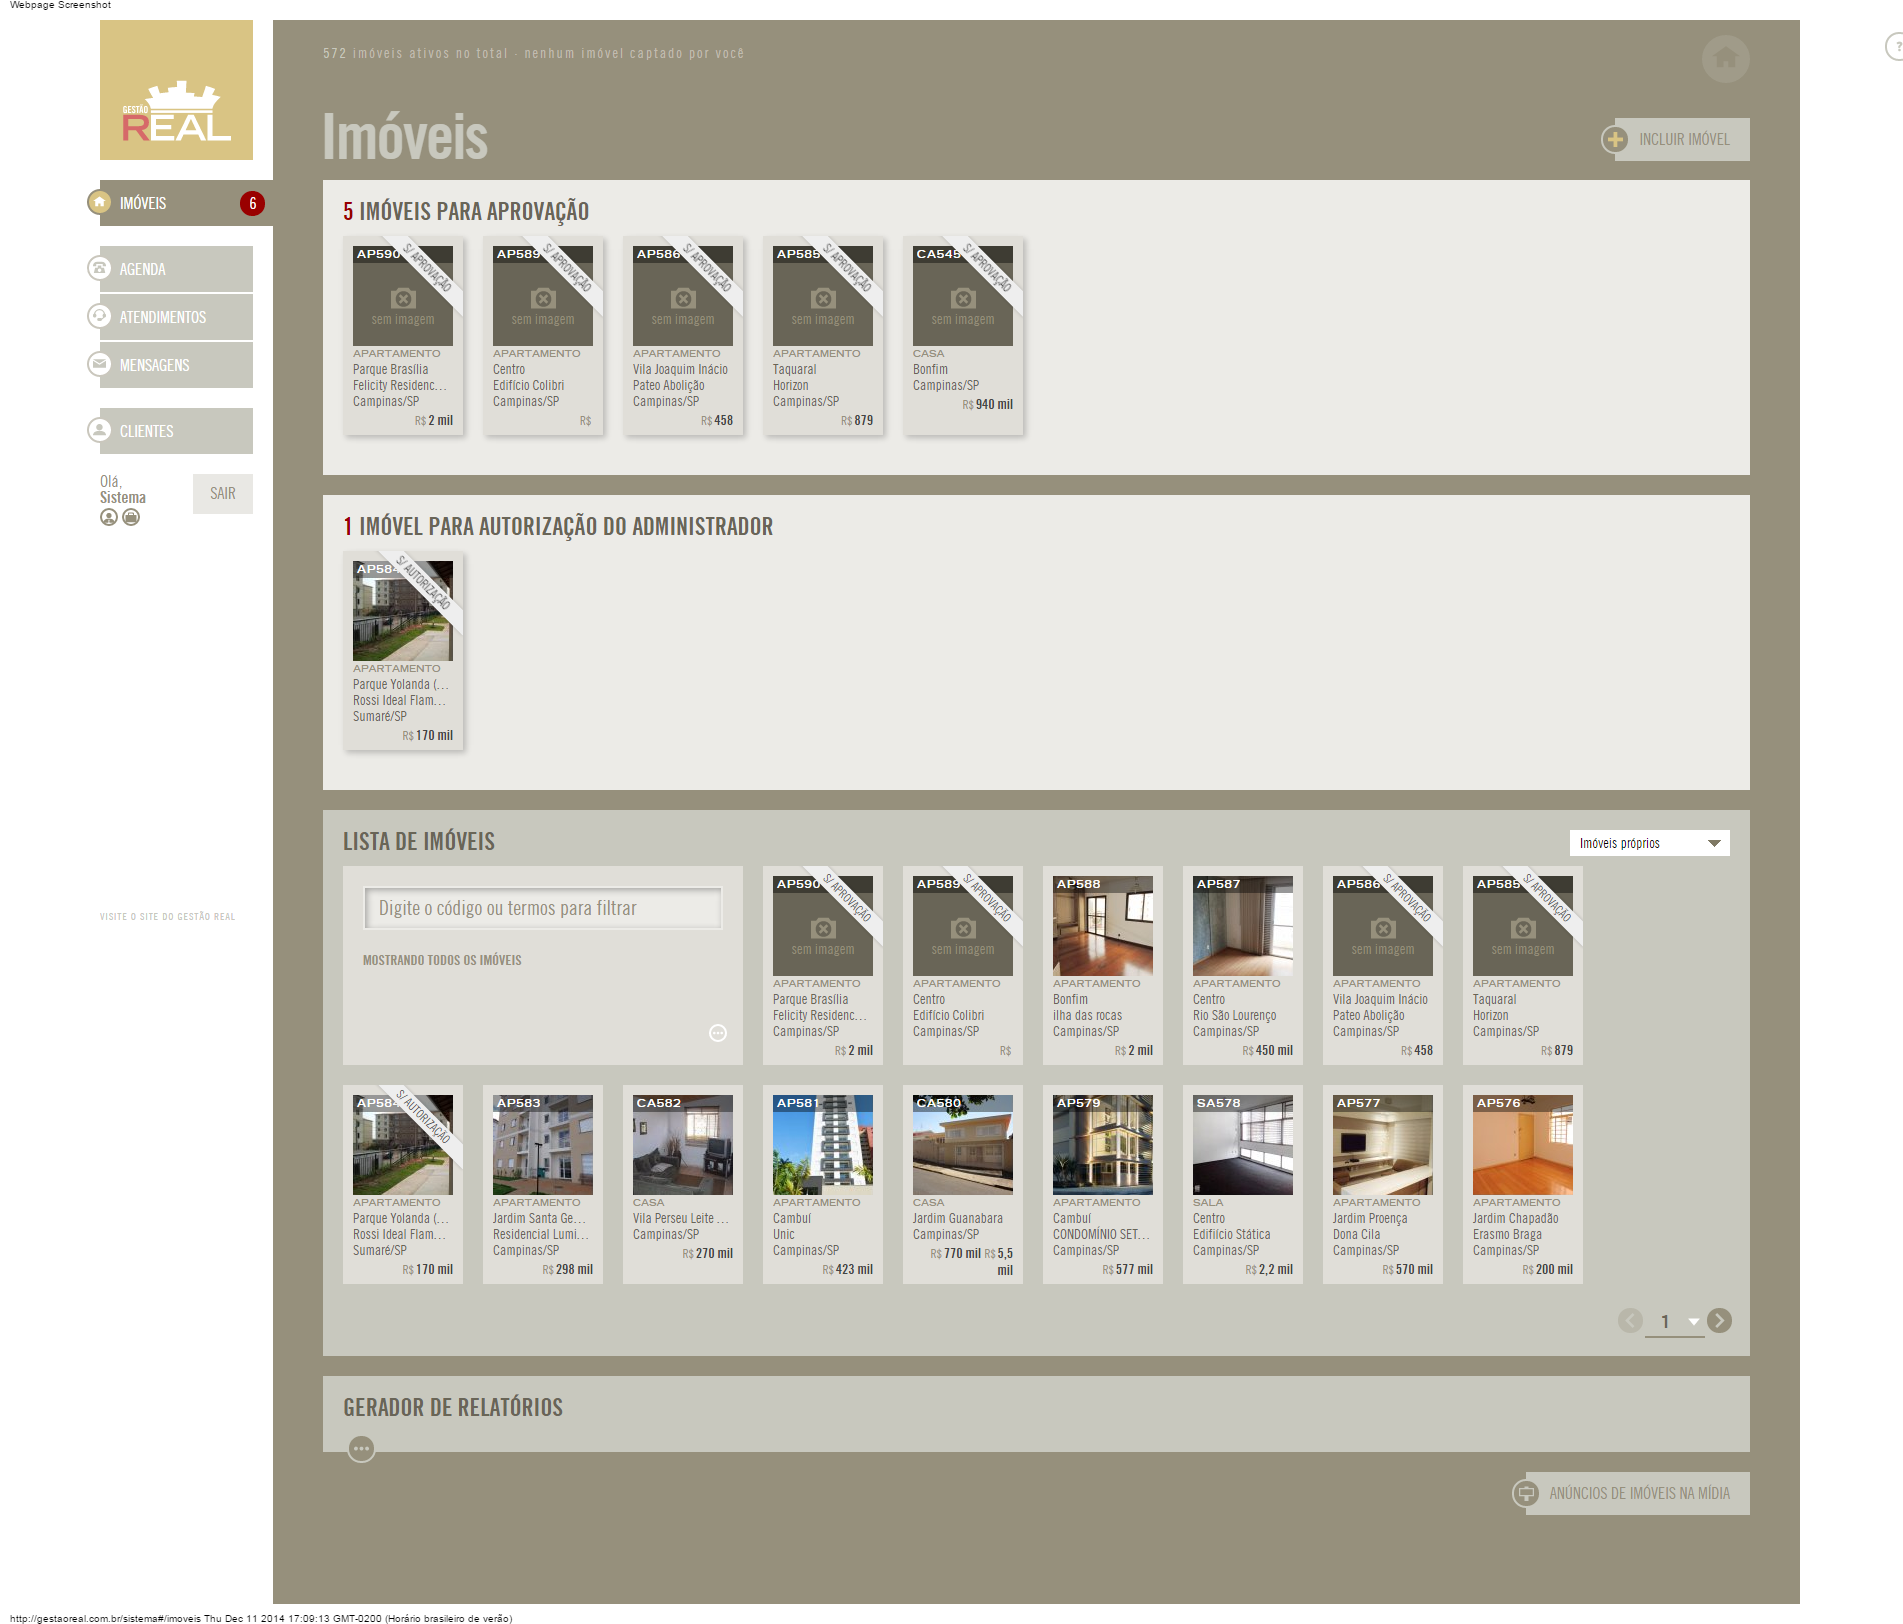 Webpage Screenshot
572 imóveis ativos no total - nenhum imóvel captado por você
?
GESTÃO
REAL
Imóveis
INCLUIR IMÓVEL
IMÓVEIS 6
AGENDA
ATENDIMENTOS
MENSAGENS
CLIENTES
Olá,
Sistema
SAIR
VISITE O SITE DO GESTÃO REAL
5 IMÓVEIS PARA APROVAÇÃO
AP590
S/ APROVAÇÃO
sem imagem
APARTAMENTO
Parque Brasília
Felicity Residenc...
Campinas/SP
R$ 2 mil
AP589
S/ APROVAÇÃO
sem imagem
APARTAMENTO
Centro
Edifício Colibri
Campinas/SP
R$
AP586
S/ APROVAÇÃO
sem imagem
APARTAMENTO
Vila Joaquim Inácio
Pateo Abolição
Campinas/SP
R$ 458
AP585
S/ APROVAÇÃO
sem imagem
APARTAMENTO
Taquaral
Horizon
Campinas/SP
R$ 879
CA545
S/ APROVAÇÃO
sem imagem
CASA
Bonfim
Campinas/SP
R$ 940 mil
1 IMÓVEL PARA AUTORIZAÇÃO DO ADMINISTRADOR
AP584
S/ AUTORIZAÇÃO
APARTAMENTO
Parque Yolanda (...
Rossi Ideal Flam...
Sumaré/SP
R$ 170 mil
LISTA DE IMÓVEIS
Imóveis próprios
Digite o código ou termos para filtrar
MOSTRANDO TODOS OS IMÓVEIS
AP590
S/ APROVAÇÃO
sem imagem
APARTAMENTO
Parque Brasília
Felicity Residenc...
Campinas/SP
R$ 2 mil
AP589
S/ APROVAÇÃO
sem imagem
APARTAMENTO
Centro
Edifício Colibri
Campinas/SP
R$
AP588
APARTAMENTO
Bonfim
ilha das rocas
Campinas/SP
R$ 2 mil
AP587
APARTAMENTO
Centro
Rio São Lourenço
Campinas/SP
R$ 450 mil
AP586
S/ APROVAÇÃO
sem imagem
APARTAMENTO
Vila Joaquim Inácio
Pateo Abolição
Campinas/SP
R$ 458
AP585
S/ APROVAÇÃO
sem imagem
APARTAMENTO
Taquaral
Horizon
Campinas/SP
R$ 879
AP584
S/ AUTORIZAÇÃO
APARTAMENTO
Parque Yolanda (...
Rossi Ideal Flam...
Sumaré/SP
R$ 170 mil
AP583
APARTAMENTO
Jardim Santa Ge...
Residencial Lumi...
Campinas/SP
R$ 298 mil
CA582
CASA
Vila Perseu Leite ...
Campinas/SP
R$ 270 mil
AP581
APARTAMENTO
Cambuí
Unic
Campinas/SP
R$ 423 mil
CA580
CASA
Jardim Guanabara
Campinas/SP
R$ 770 mil R$ 5,5
mil
AP579
APARTAMENTO
Cambuí
CONDOMÍNIO SET...
Campinas/SP
R$ 577 mil
SA578
SALA
Centro
Edifiício Stática
Campinas/SP
R$ 2,2 mil
AP577
APARTAMENTO
Jardim Proença
Dona Cila
Campinas/SP
R$ 570 mil
AP576
APARTAMENTO
Jardim Chapadão
Erasmo Braga
Campinas/SP
R$ 200 mil
1
GERADOR DE RELATÓRIOS
ANÚNCIOS DE IMÓVEIS NA MÍDIA
http://gestaoreal.com.br/sistema#/imoveis Thu Dec 11 2014 17:09:13 GMT-0200 (Horário brasileiro de verão)